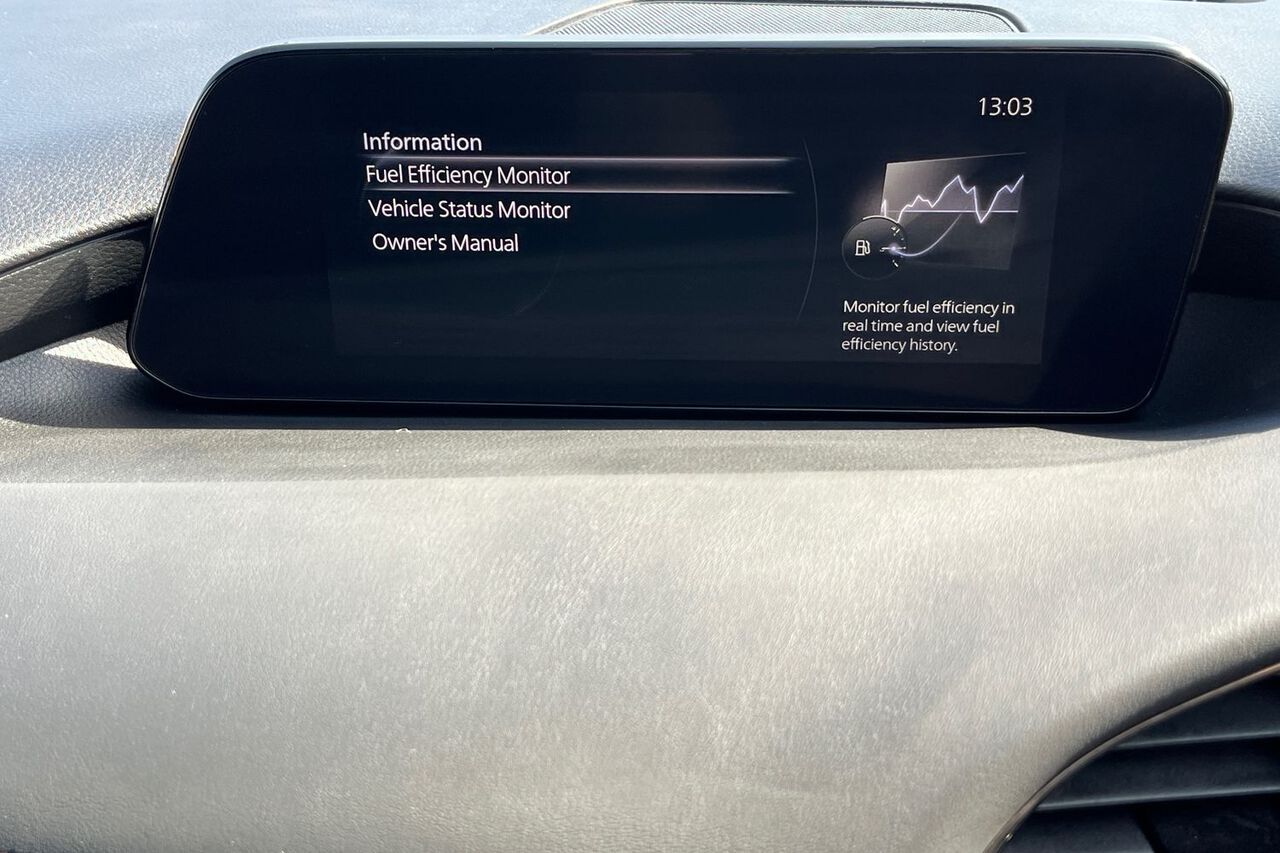 13:03
Information
Fuel Efficiency Monitor
Vehicle Status Monitor
Owner's Manual
Monitor fuel efficiency in
real time and view fuel
efficiency history.